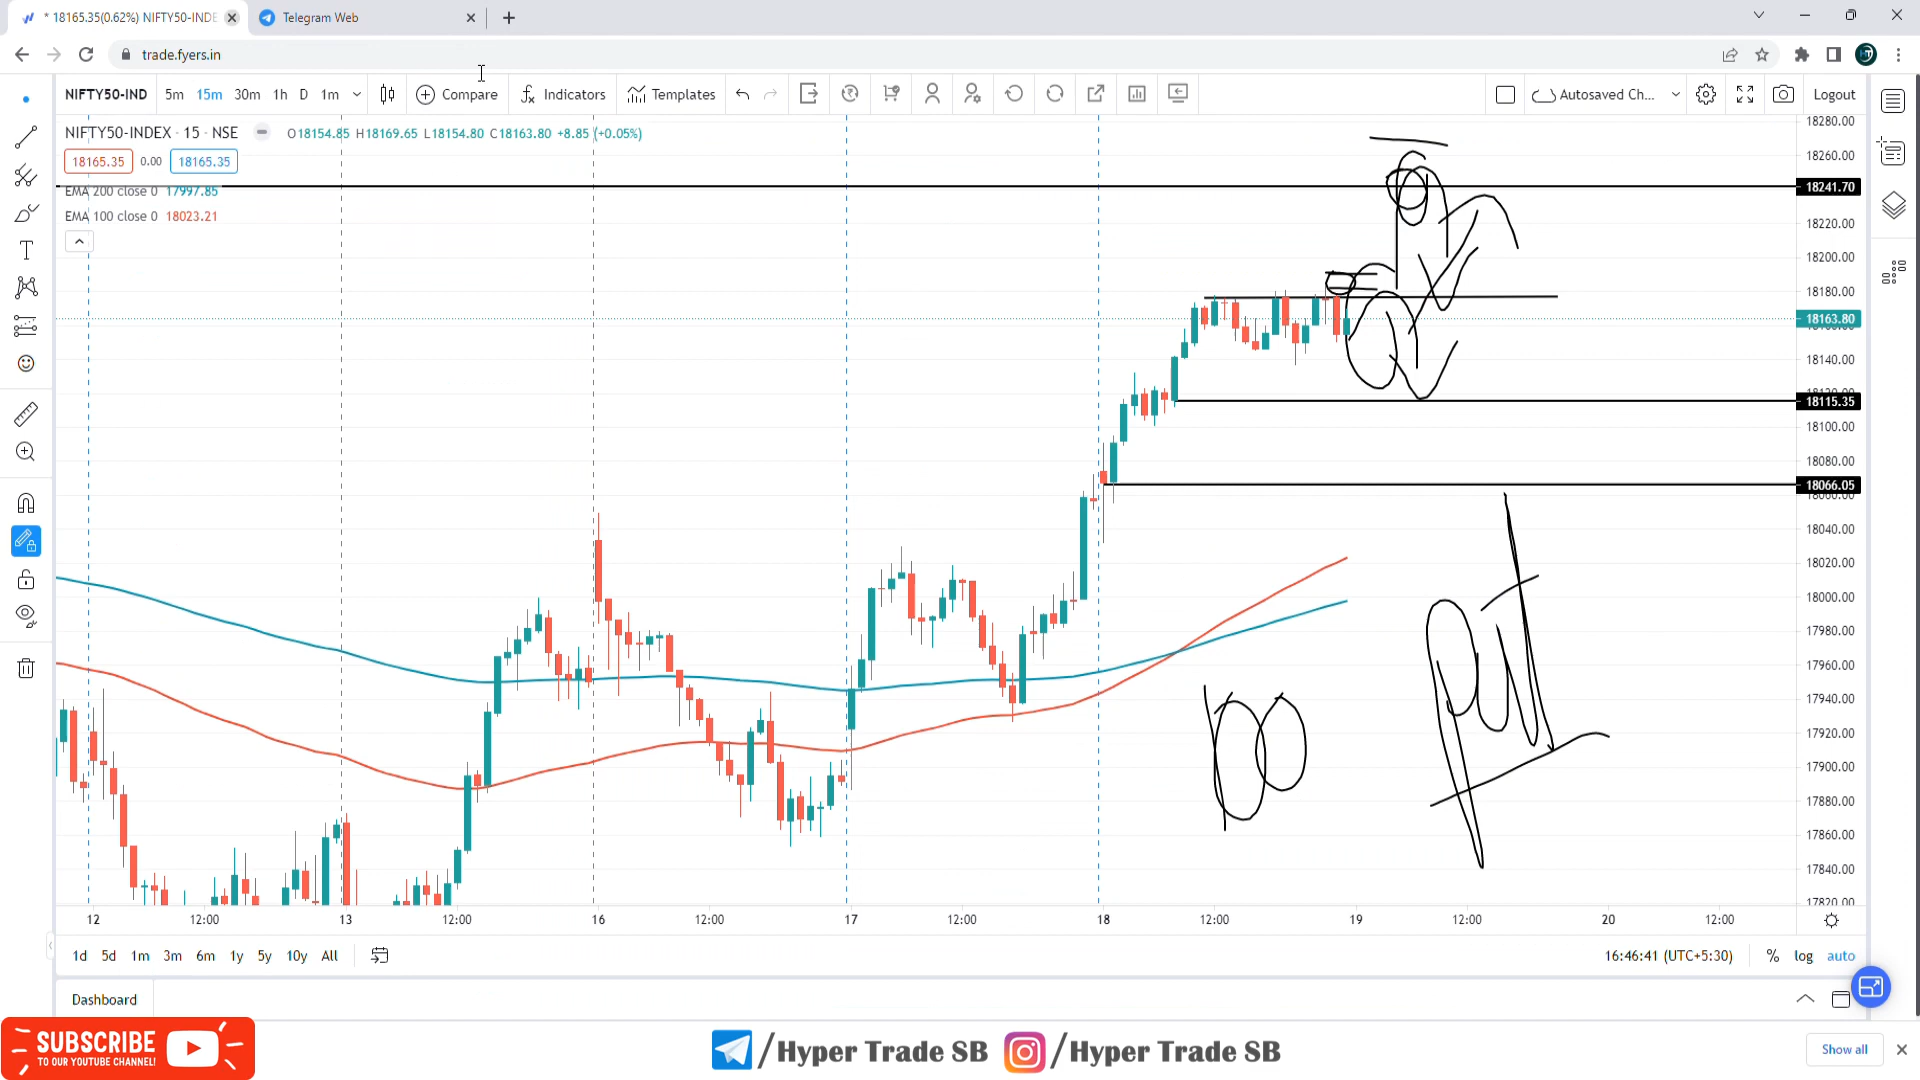 * 18165.35(0.62%) NIFTY50-INDE
Telegram Web
trade.fyers.in
NIFTY50-IND 5m 15m 30m 1h D 1m Compare Indicators Templates Autosaved Ch... Logout
NIFTY50-INDEX · 15 · NSE O18154.85 H18169.65 L18154.80 C18163.80 +8.85 (+0.05%)
18165.35 0.00 18165.35
EMA 200 close 0 17997.85
EMA 100 close 0 18023.21
18280.00
18260.00
18241.70
18220.00
18200.00
18180.00
18163.80
18140.00
18120.00
18115.35
18100.00
18080.00
18066.05
18060.00
18040.00
18020.00
18000.00
17980.00
17960.00
17940.00
17920.00
17900.00
17880.00
17860.00
17840.00
17820.00
put
12 12:00 13 12:00 16 12:00 17 12:00 18 12:00 19 12:00 20 12:00
1d 5d 1m 3m 6m 1y 5y 10y All 16:46:41 (UTC+5:30) % log auto
Dashboard
SUBSCRIBE
TO OUR YOUTUBE CHANNEL!
/Hyper Trade SB /Hyper Trade SB
Show all